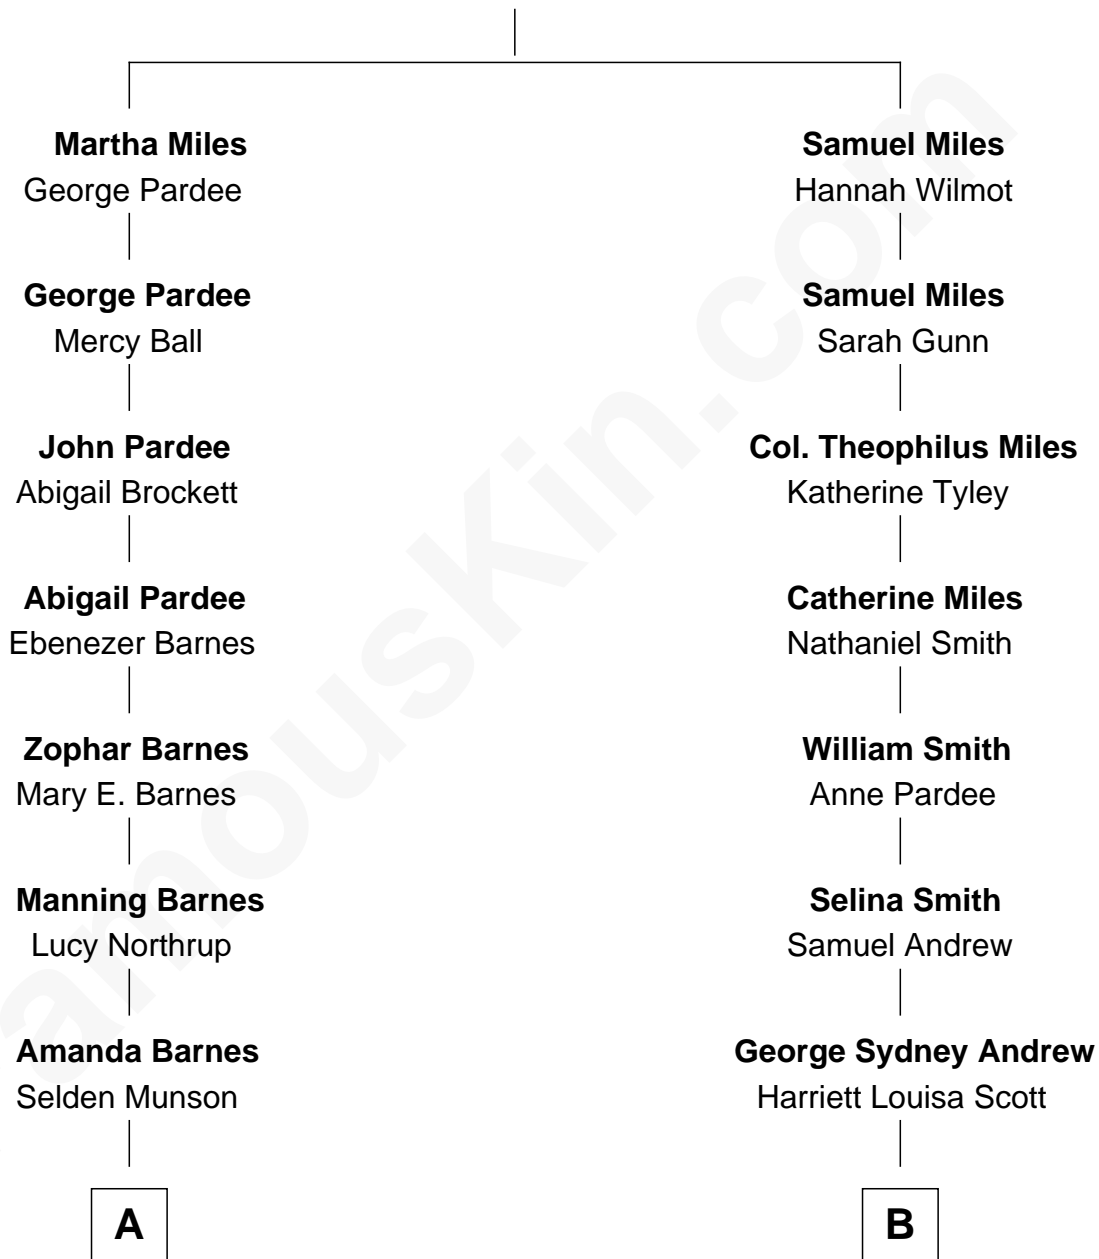 Martha Miles
George Pardee
Samuel Miles
Hannah Wilmot
George Pardee
Mercy Ball
Samuel Miles
Sarah Gunn
John Pardee
Abigail Brockett
Col. Theophilus Miles
Katherine Tyley
Abigail Pardee
Ebenezer Barnes
Catherine Miles
Nathaniel Smith
Zophar Barnes
Mary E. Barnes
William Smith
Anne Pardee
Manning Barnes
Lucy Northrup
Selina Smith
Samuel Andrew
Amanda Barnes
Selden Munson
George Sydney Andrew
Harriett Louisa Scott
A
B
amouskin.com